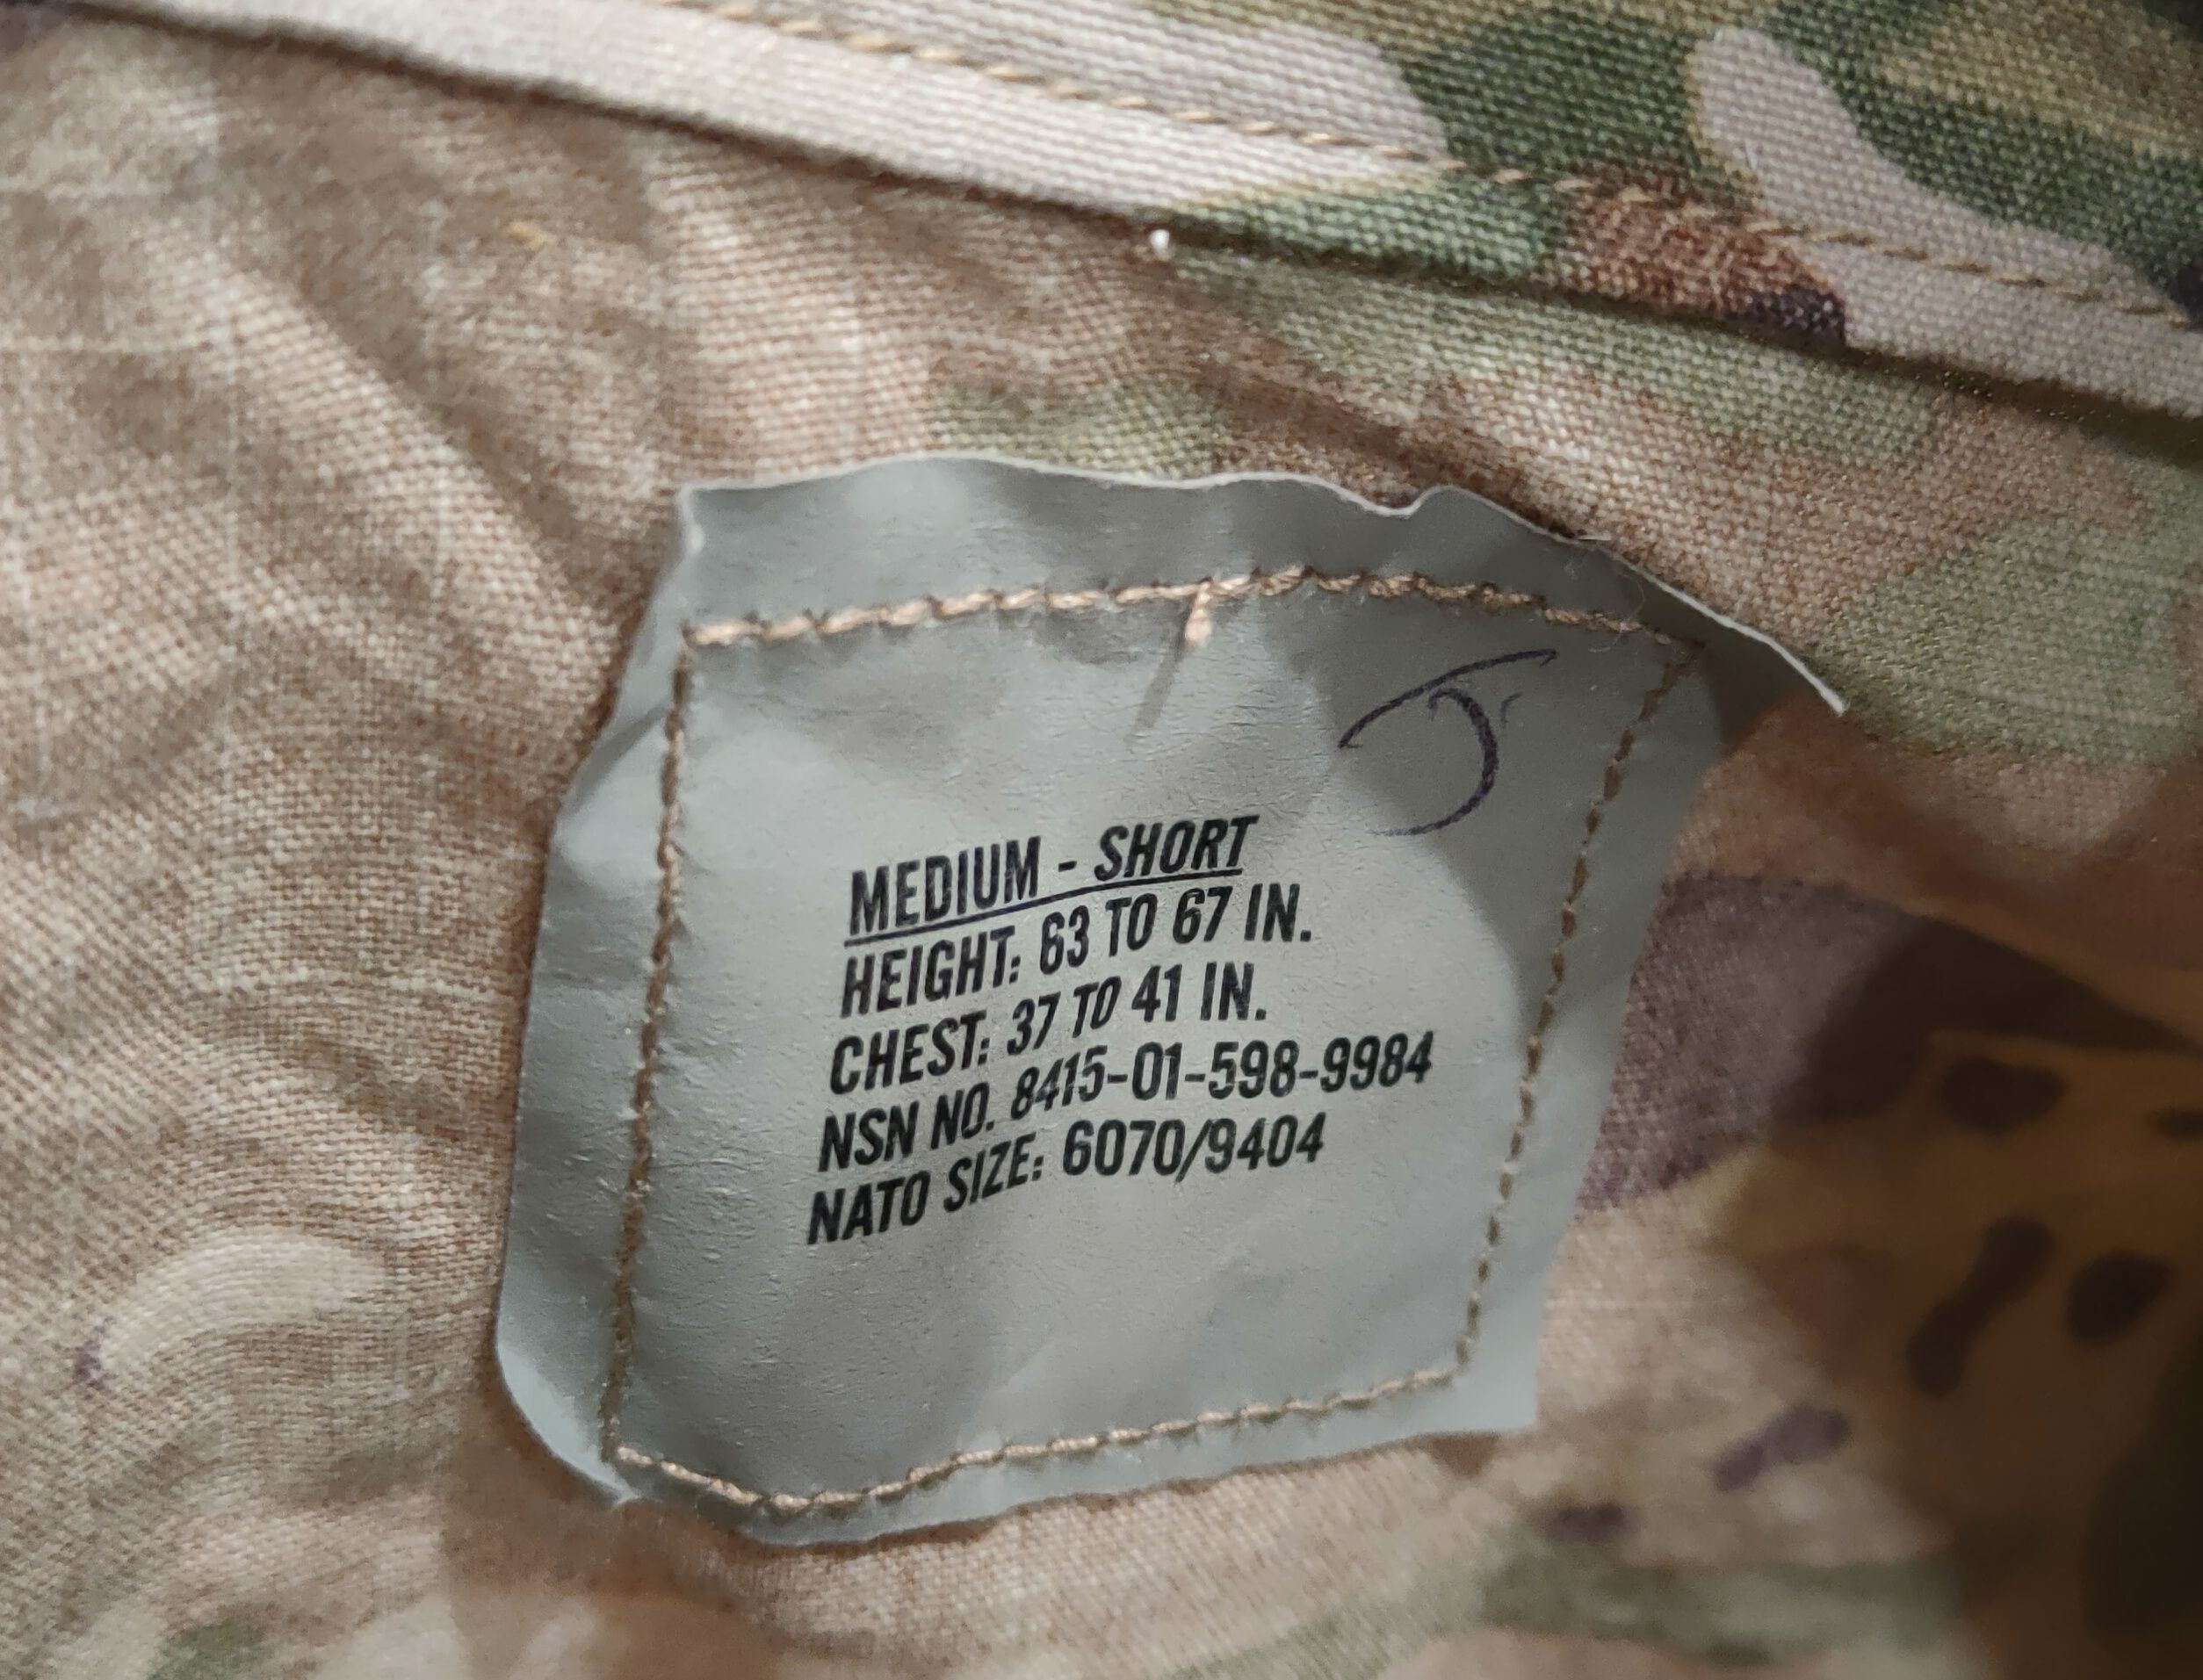 MEDIUM - SHORT
HEIGHT: 63 TO 67 IN.
CHEST: 37 TO 41 IN.
NSN NO. 8415-01-598-9984
NATO SIZE: 6070/9404